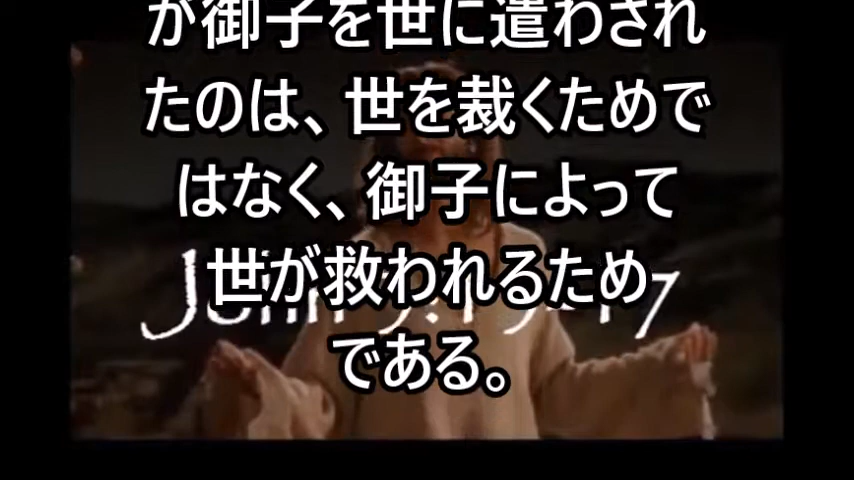 が御子を世に遣わされ
たのは、世を裁くためで
はなく、御子によって
世が救われるため
である。